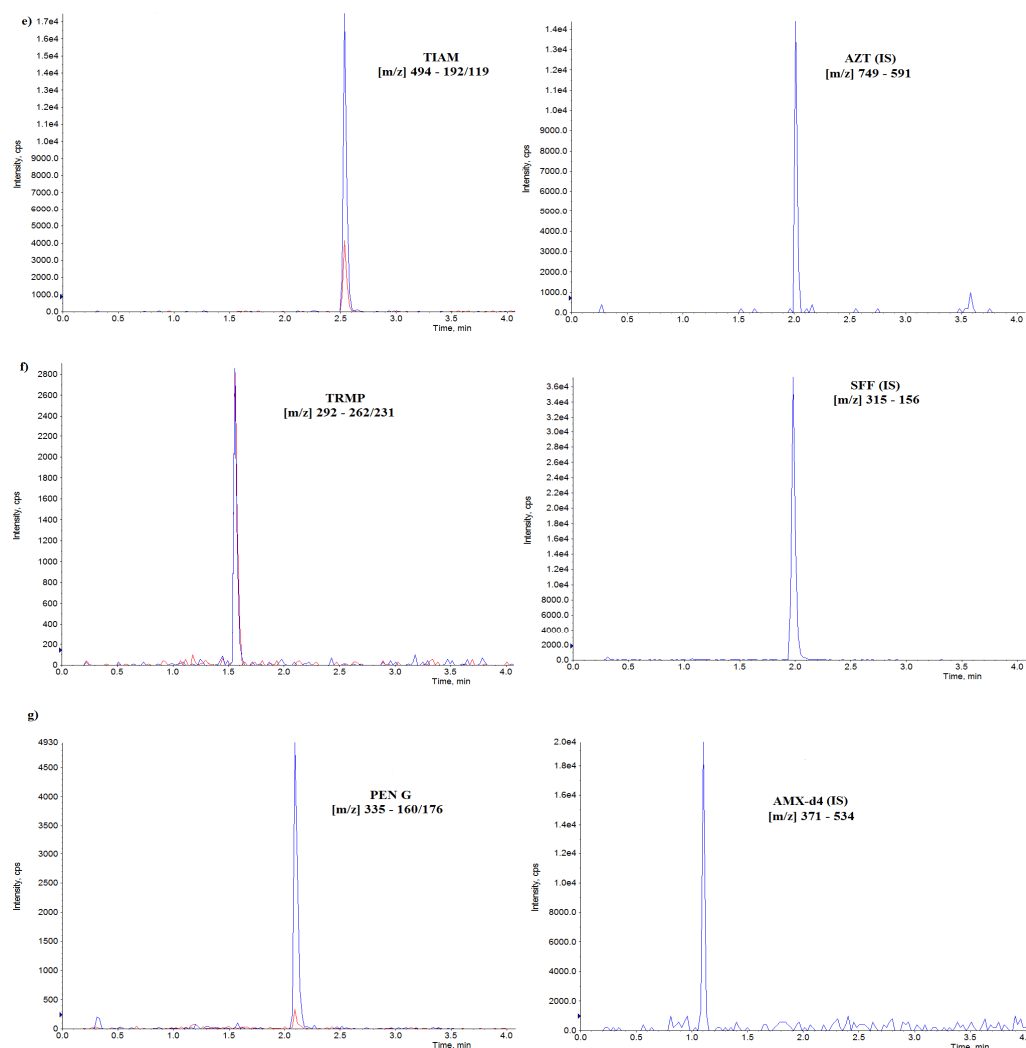 e)
TIAM
[m/z] 494 - 192/119
Intensity, cps
1.7e4
1.6e4
1.4e4
1.2e4
1.0e4
9000.0
8000.0
7000.0
6000.0
5000.0
4000.0
3000.0
2000.0
1000.0
0.0
0.0 0.5 1.0 1.5 2.0 2.5 3.0 3.5 4.0
Time, min
AZT (IS)
[m/z] 749 - 591
Intensity, cps
1.4e4
1.3e4
1.2e4
1.1e4
1.0e4
9000.0
8000.0
7000.0
6000.0
5000.0
4000.0
3000.0
2000.0
1000.0
0.0
0.0 0.5 1.0 1.5 2.0 2.5 3.0 3.5 4.0
Time, min
f)
TRMP
[m/z] 292 - 262/231
Intensity, cps
2800
2600
2400
2200
2000
1800
1600
1400
1200
1000
800
600
400
200
0
0.0 0.5 1.0 1.5 2.0 2.5 3.0 3.5 4.0
Time, min
SFF (IS)
[m/z] 315 - 156
Intensity, cps
3.6e4
3.4e4
3.2e4
3.0e4
2.8e4
2.6e4
2.4e4
2.2e4
2.0e4
1.8e4
1.6e4
1.4e4
1.2e4
1.0e4
8000.0
6000.0
4000.0
2000.0
0.0
0.0 0.5 1.0 1.5 2.0 2.5 3.0 3.5 4.0
Time, min
g)
PEN G
[m/z] 335 - 160/176
Intensity, cps
4930
4500
4000
3500
3000
2500
2000
1500
1000
500
0
0.0 0.5 1.0 1.5 2.0 2.5 3.0 3.5 4.0
Time, min
AMX-d4 (IS)
[m/z] 371 - 534
Intensity, cps
2.0e4
1.8e4
1.6e4
1.4e4
1.2e4
1.0e4
8000.0
6000.0
4000.0
2000.0
0.0
0.0 0.5 1.0 1.5 2.0 2.5 3.0 3.5 4.0
Time, min